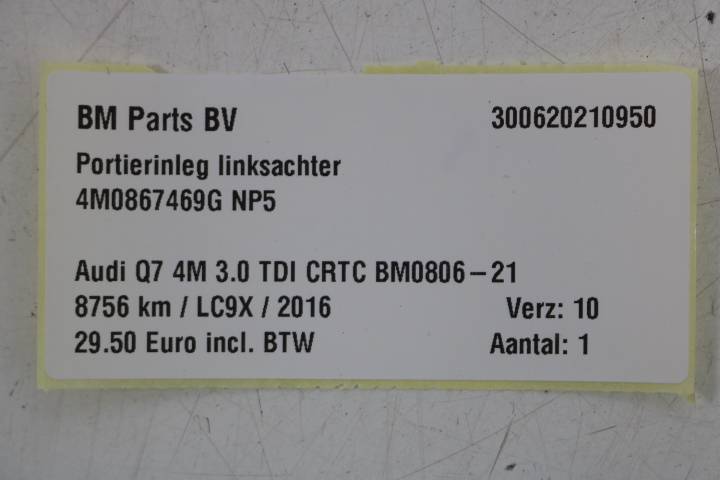 BM Parts BV 300620210950
Portierinleg linksachter
4M0867469G NP5
Audi Q7 4M 3.0 TDI CRTC BM0806-21
8756 km / LC9X / 2016 Verz: 10
29.50 Euro incl. BTW Aantal: 1